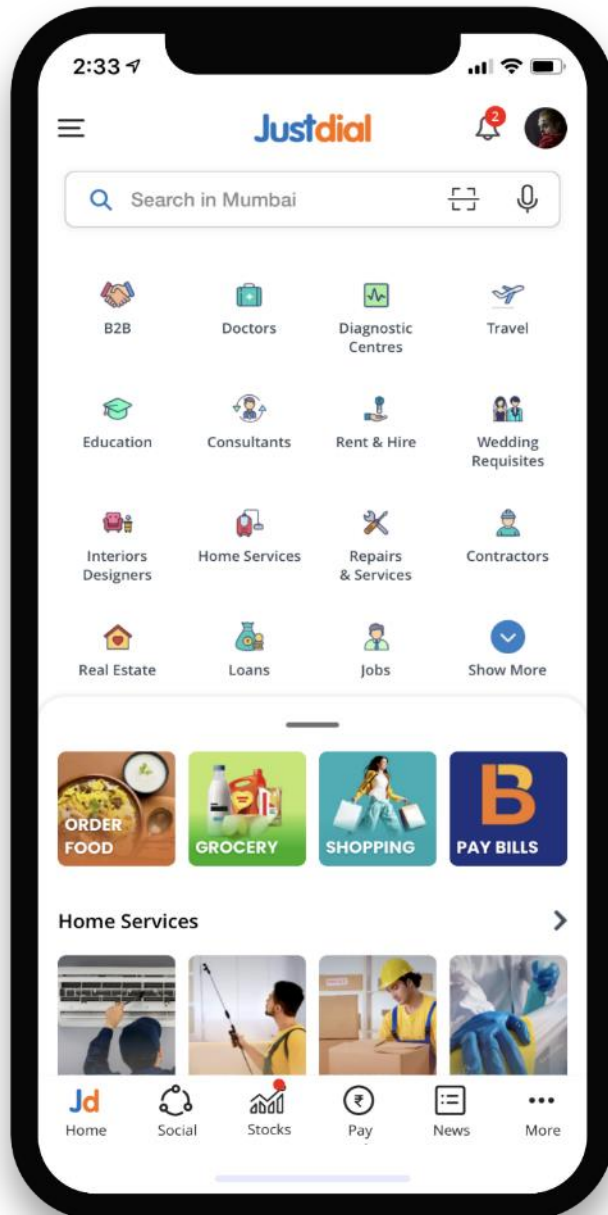 2:33
Justdial
2
Search in Mumbai
B2B
Doctors
Diagnostic
Centres
Travel
Education
Consultants
Rent & Hire
Wedding
Requisites
Interiors
Designers
Home Services
Repairs
& Services
Contractors
Real Estate
Loans
Jobs
Show More
ORDER
FOOD
GROCERY
SHOPPING
B
PAY BILLS
Home Services
Jd
Home
Social
Stocks
₹
Pay
News
More